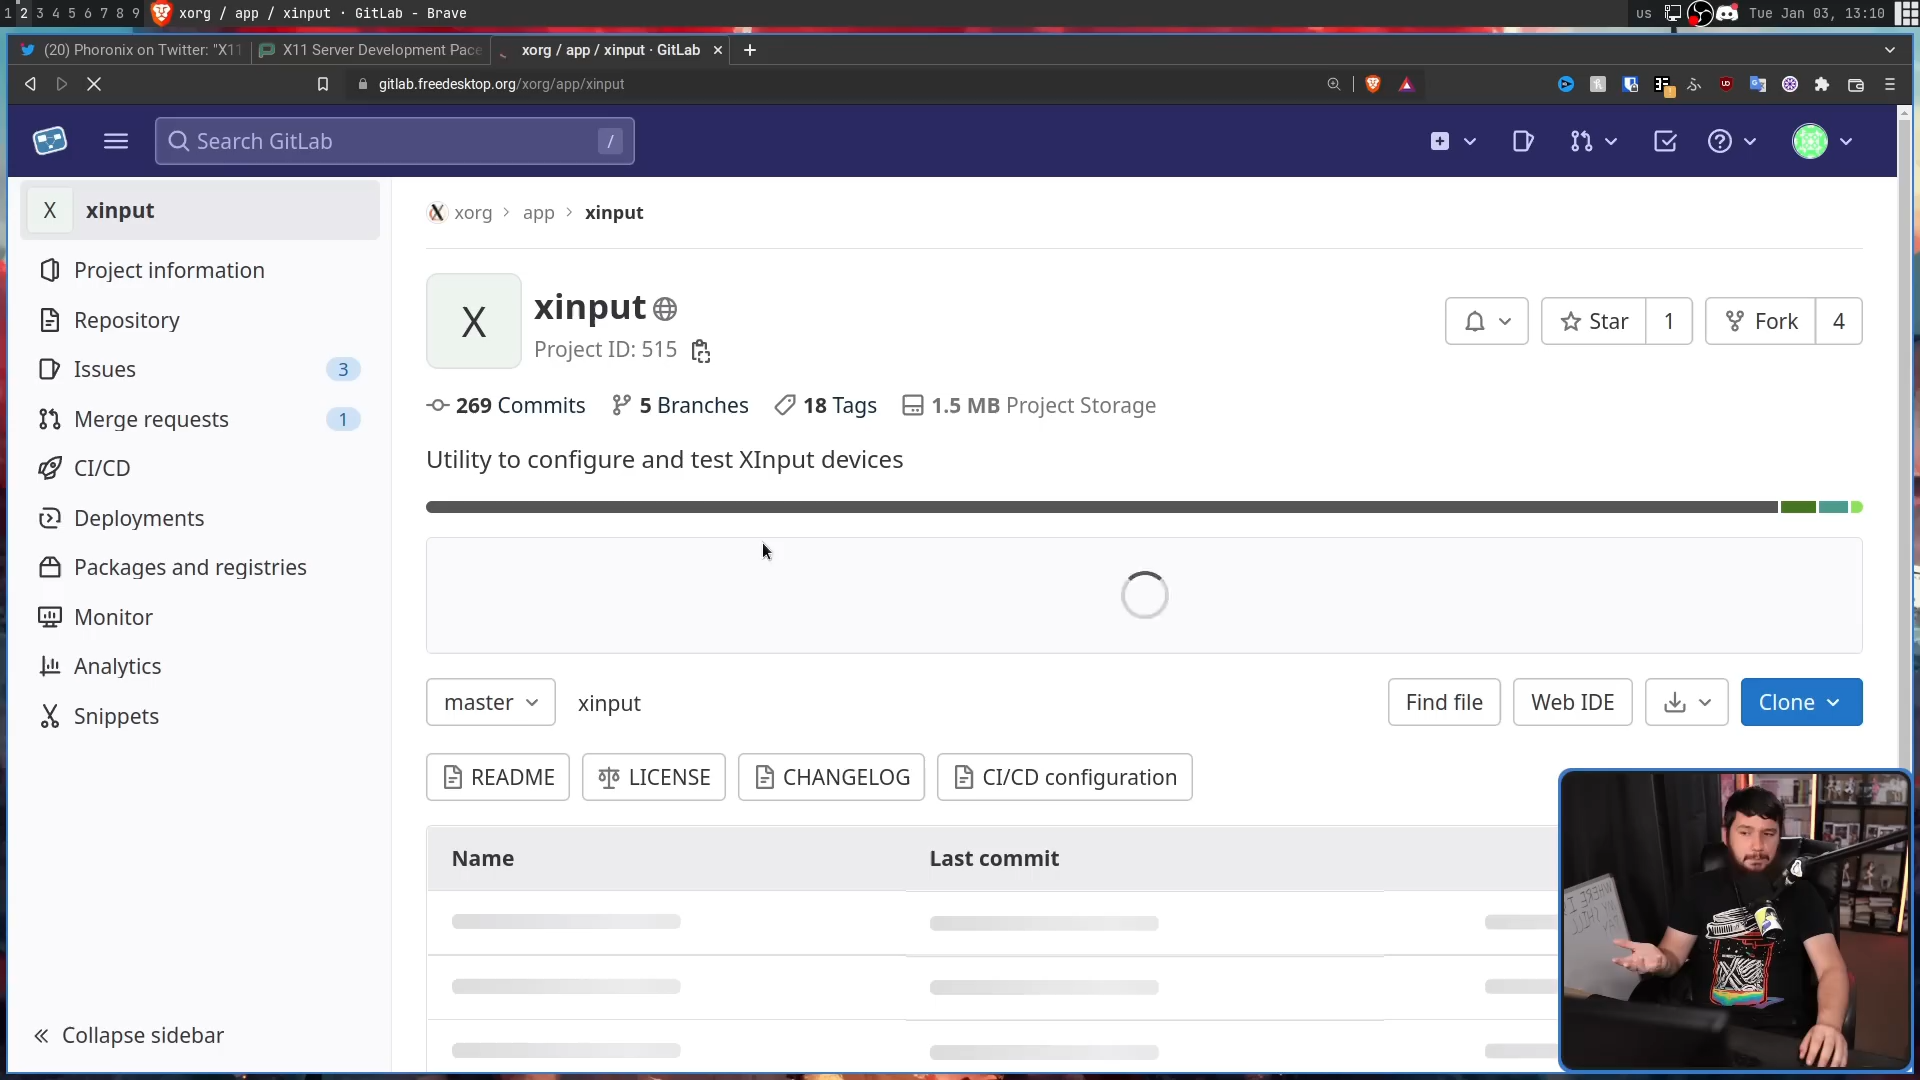 1 2 3 4 5 6 7 8 9 xorg / app / xinput · GitLab - Brave us Tue Jan 03, 13:10
(20) Phoronix on Twitter: "X11 X11 Server Development Pace xorg / app / xinput · GitLab
gitlab.freedesktop.org/xorg/app/xinput
Search GitLab /
X xinput
Project information
Repository
Issues 3
Merge requests 1
CI/CD
Deployments
Packages and registries
Monitor
Analytics
Snippets
Collapse sidebar
xorg > app > xinput
X
xinput
Project ID: 515
Star 1 Fork 4
269 Commits 5 Branches 18 Tags 1.5 MB Project Storage
Utility to configure and test XInput devices
master xinput Find file Web IDE Clone
README LICENSE CHANGELOG CI/CD configuration
Name Last commit